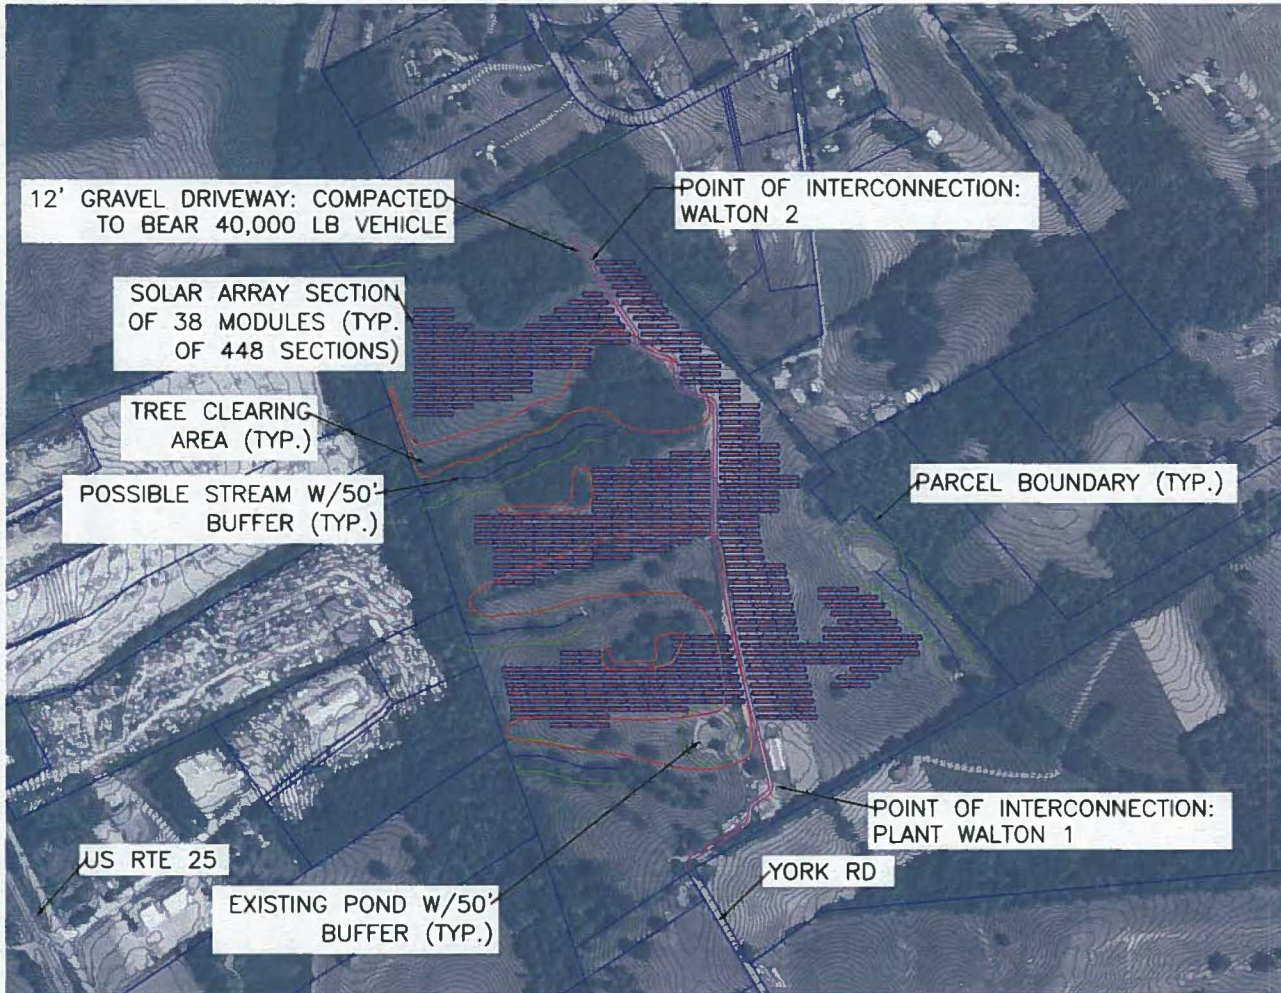 12' GRAVEL DRIVEWAY: COMPACTED
TO BEAR 40,000 LB VEHICLE
POINT OF INTERCONNECTION:
WALTON 2
SOLAR ARRAY SECTION
OF 38 MODULES (TYP.
OF 448 SECTIONS)
TREE CLEARING
AREA (TYP.)
POSSIBLE STREAM W/50'
BUFFER (TYP.)
PARCEL BOUNDARY (TYP.)
POINT OF INTERCONNECTION:
PLANT WALTON 1
US RTE 25
YORK RD
EXISTING POND W/50'
BUFFER (TYP.)